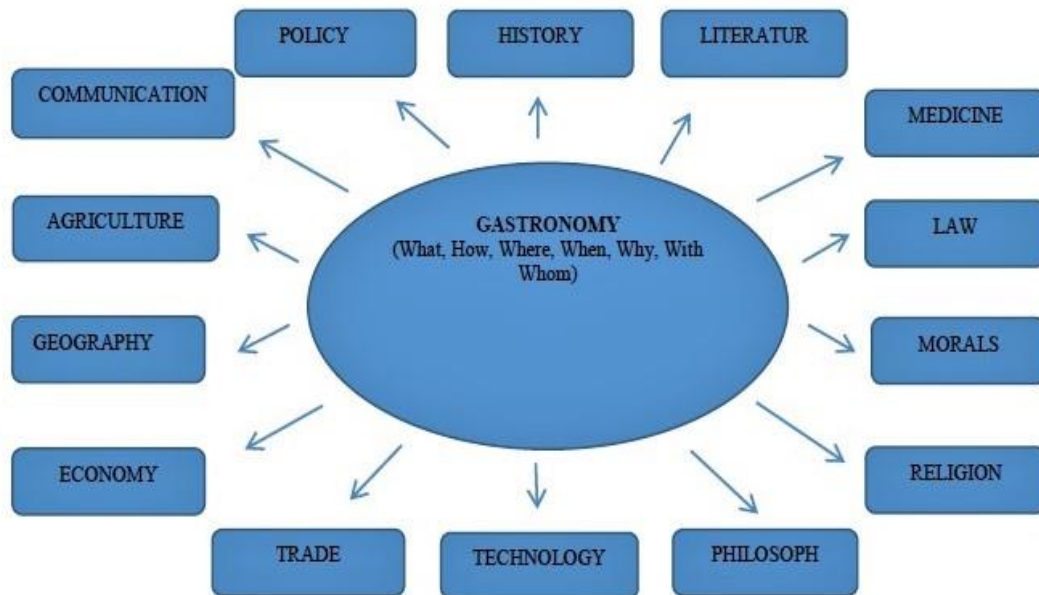 POLICY
HISTORY
LITERATUR
COMMUNICATION
MEDICINE
AGRICULTURE
GASTRONOMY
(What, How, Where, When, Why, With
Whom)
LAW
GEOGRAPHY
MORALS
ECONOMY
RELIGION
TRADE
TECHNOLOGY
PHILOSOPH